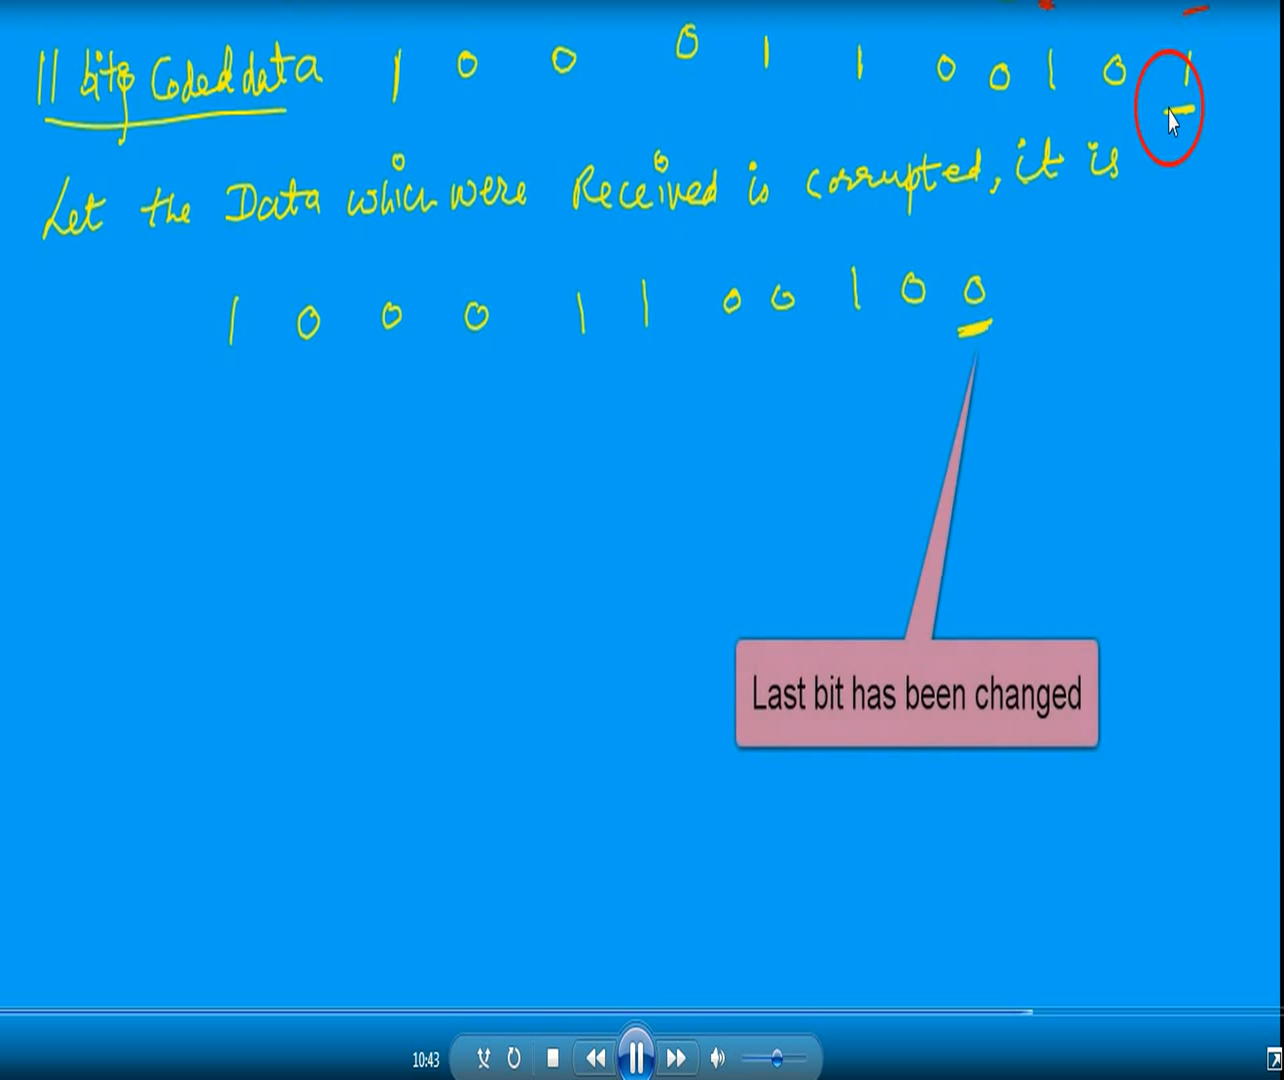 11 bits Coded data 1 0 0 0 1 1 0 0 1 0 1
Let the Data which were Received is corrupted, it is
1 0 0 0 1 1 0 0 1 0 0
Last bit has been changed
10:43